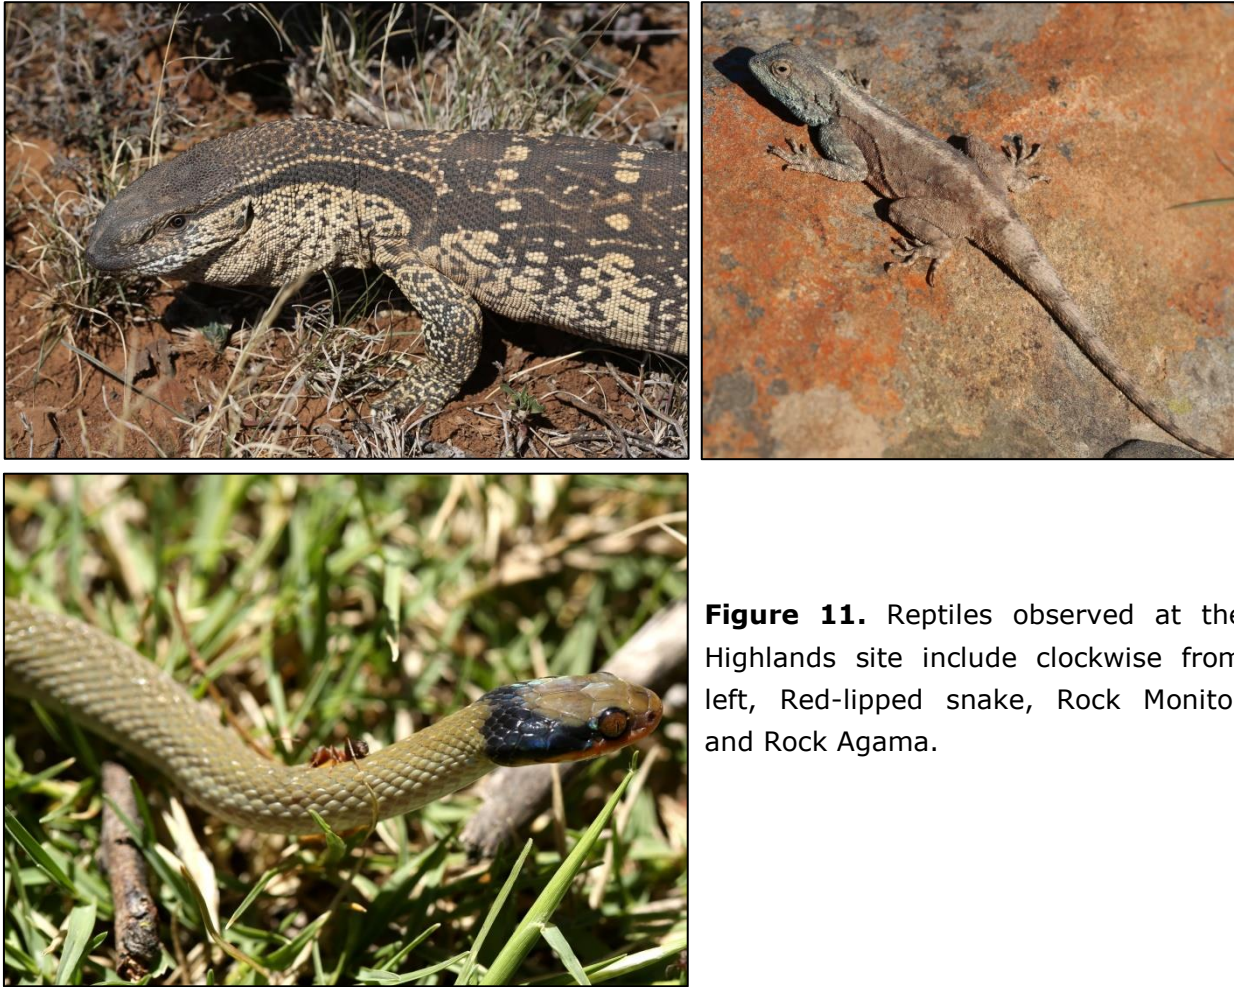 Figure 11. Reptiles observed at the
Highlands site include clockwise from
left, Red-lipped snake, Rock Monitor
and Rock Agama.